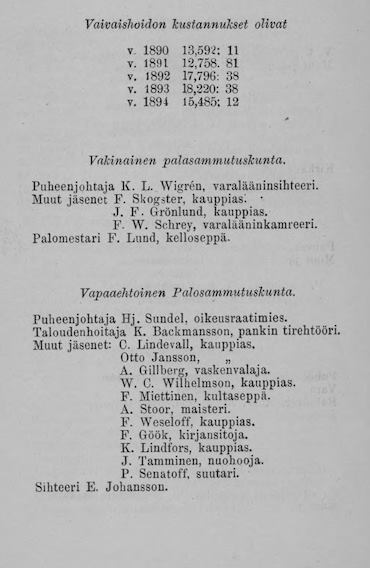 Vaivaishoidon kustannukset olivat
v. 1890 13,592: 11
v. 1891 12,758. 81
v. 1892 17,796: 38
v. 1893 18,220: 38
v. 1894 15,485: 12
Vakinainen palasammutuskunta.
Puheenjohtaja K. L. Wigrén, varalääninsihteeri.
Muut jäsenet F. Skogster, kauppias.
J. F. Grönlund, kauppias.
F. W. Schrey, varalääninkamreeri.
Palomestari F. Lund, kelloseppä.
Vapaaehtoinen Palosammutuskunta.
Puheenjohtaja Hj. Sundel, oikeusraatimies.
Taloudenhoitaja K. Backmansson, pankin tirehtööri.
Muut jäsenet: C. Lindevall, kauppias.
Otto Jansson, „
A. Gillberg, vaskenvalaja.
W. C. Wilhelmson, kauppias.
F. Miettinen, kultaseppä.
A. Stoor, maisteri.
F. Weseloff, kauppias.
F. Göök, kirjansitoja.
K. Lindfors, kauppias.
J. Tamminen, nuohooja.
P. Senatoff, suutari.
Sihteeri E. Johansson.